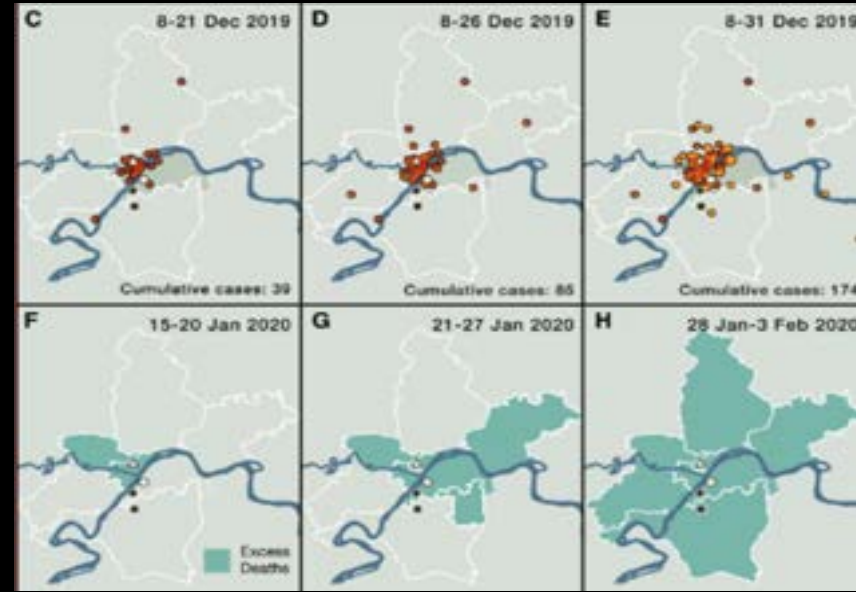 C 8-21 Dec 2019
Cumulative cases: 39
D 8-26 Dec 2019
Cumulative cases: 85
E 8-31 Dec 2019
Cumulative cases: 174
F 15-20 Jan 2020
Excess
Deaths
G 21-27 Jan 2020
H 28 Jan-3 Feb 2020